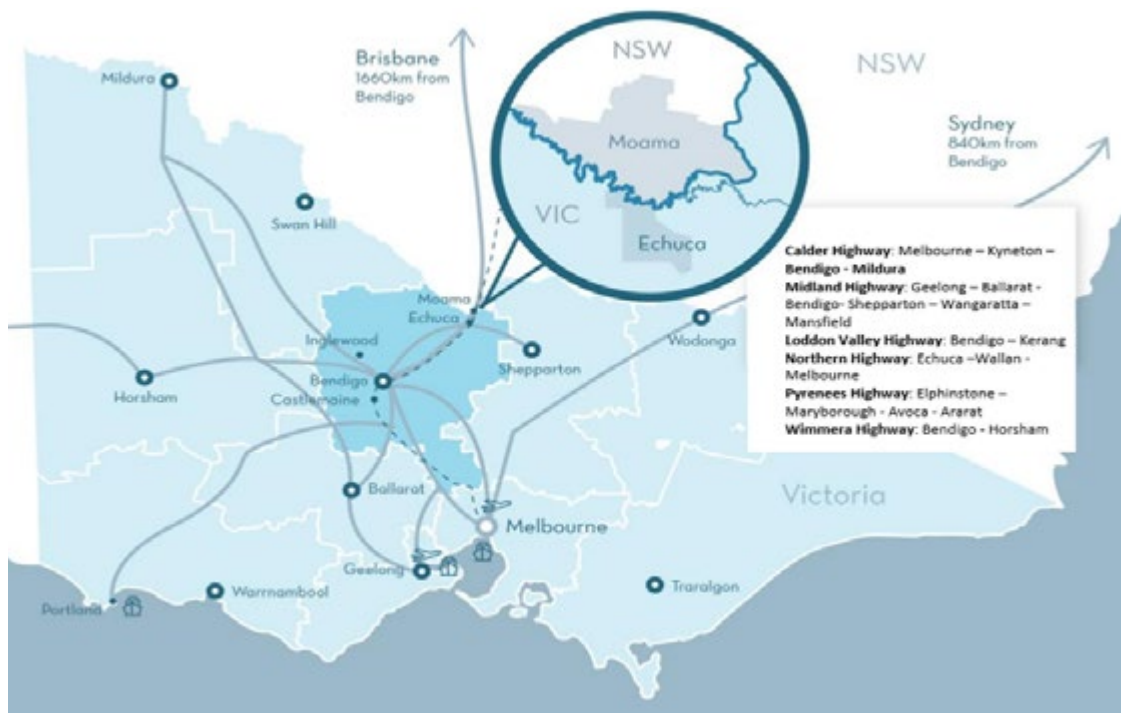 Brisbane
1660km from
Bendigo
NSW
NSW
Mildura
Moama
Sydney
840km from
Bendigo
Swan Hill
VIC
Echuca
Calder Highway: Melbourne – Kyneton –
Bendigo - Mildura
Midland Highway: Geelong – Ballarat -
Bendigo- Shepparton – Wangaratta –
Mansfield
Loddon Valley Highway: Bendigo – Kerang
Northern Highway: Echuca –Wallan -
Melbourne
Pyrenees Highway: Elphinstone –
Maryborough - Avoca - Ararat
Wimmera Highway: Bendigo - Horsham
Moama
Echuca
Wodonga
Inglewood
Shepparton
Bendigo
Horsham
Castlemaine
Ballarat
Victoria
Melbourne
Geelong
Warrnambool
Traralgon
Portland